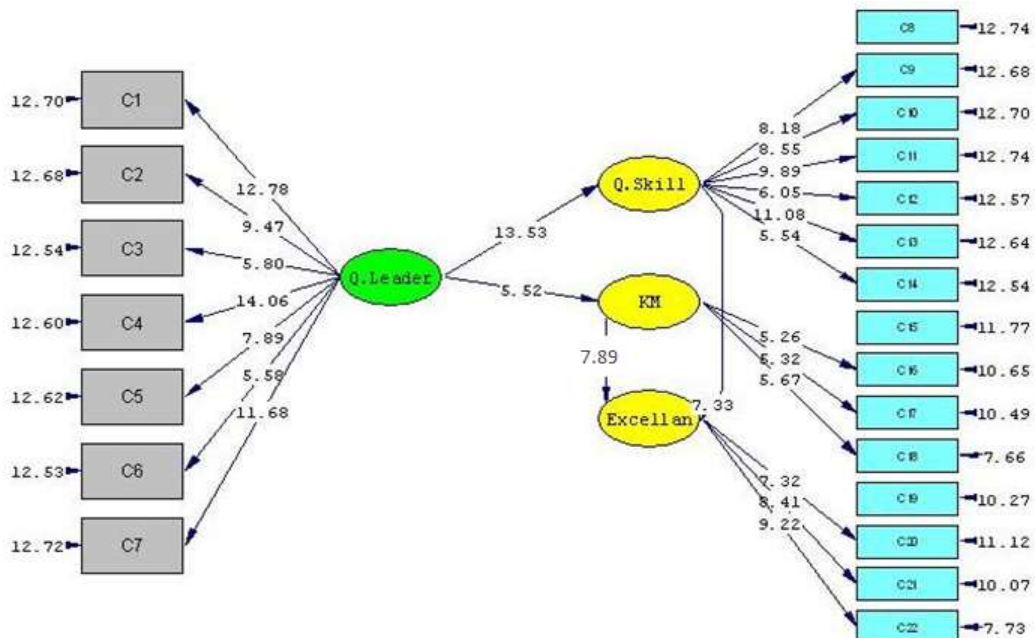 C8 12.74
C9 12.68
12.70 C1
C10 12.70
8.18
8.55
C11 12.74
12.68 C2
9.89
Q.Skill
12.78
6.05
C12 12.57
9.47
11.08
13.53
5.54
12.54 C3
C13 12.64
5.80
Q.Leader
C14 12.54
5.52
14.06
KM
12.60 C4
C15 11.77
7.89
5.26
7.89
5.32
C16 10.65
5.58
5.67
12.62 C5
7.33
11.68
C17 10.49
Excellan
C18 7.66
12.53 C6
7.32
C19 10.27
8.41
9.22
12.72 C7
C20 11.12
C21 10.07
C22 7.73